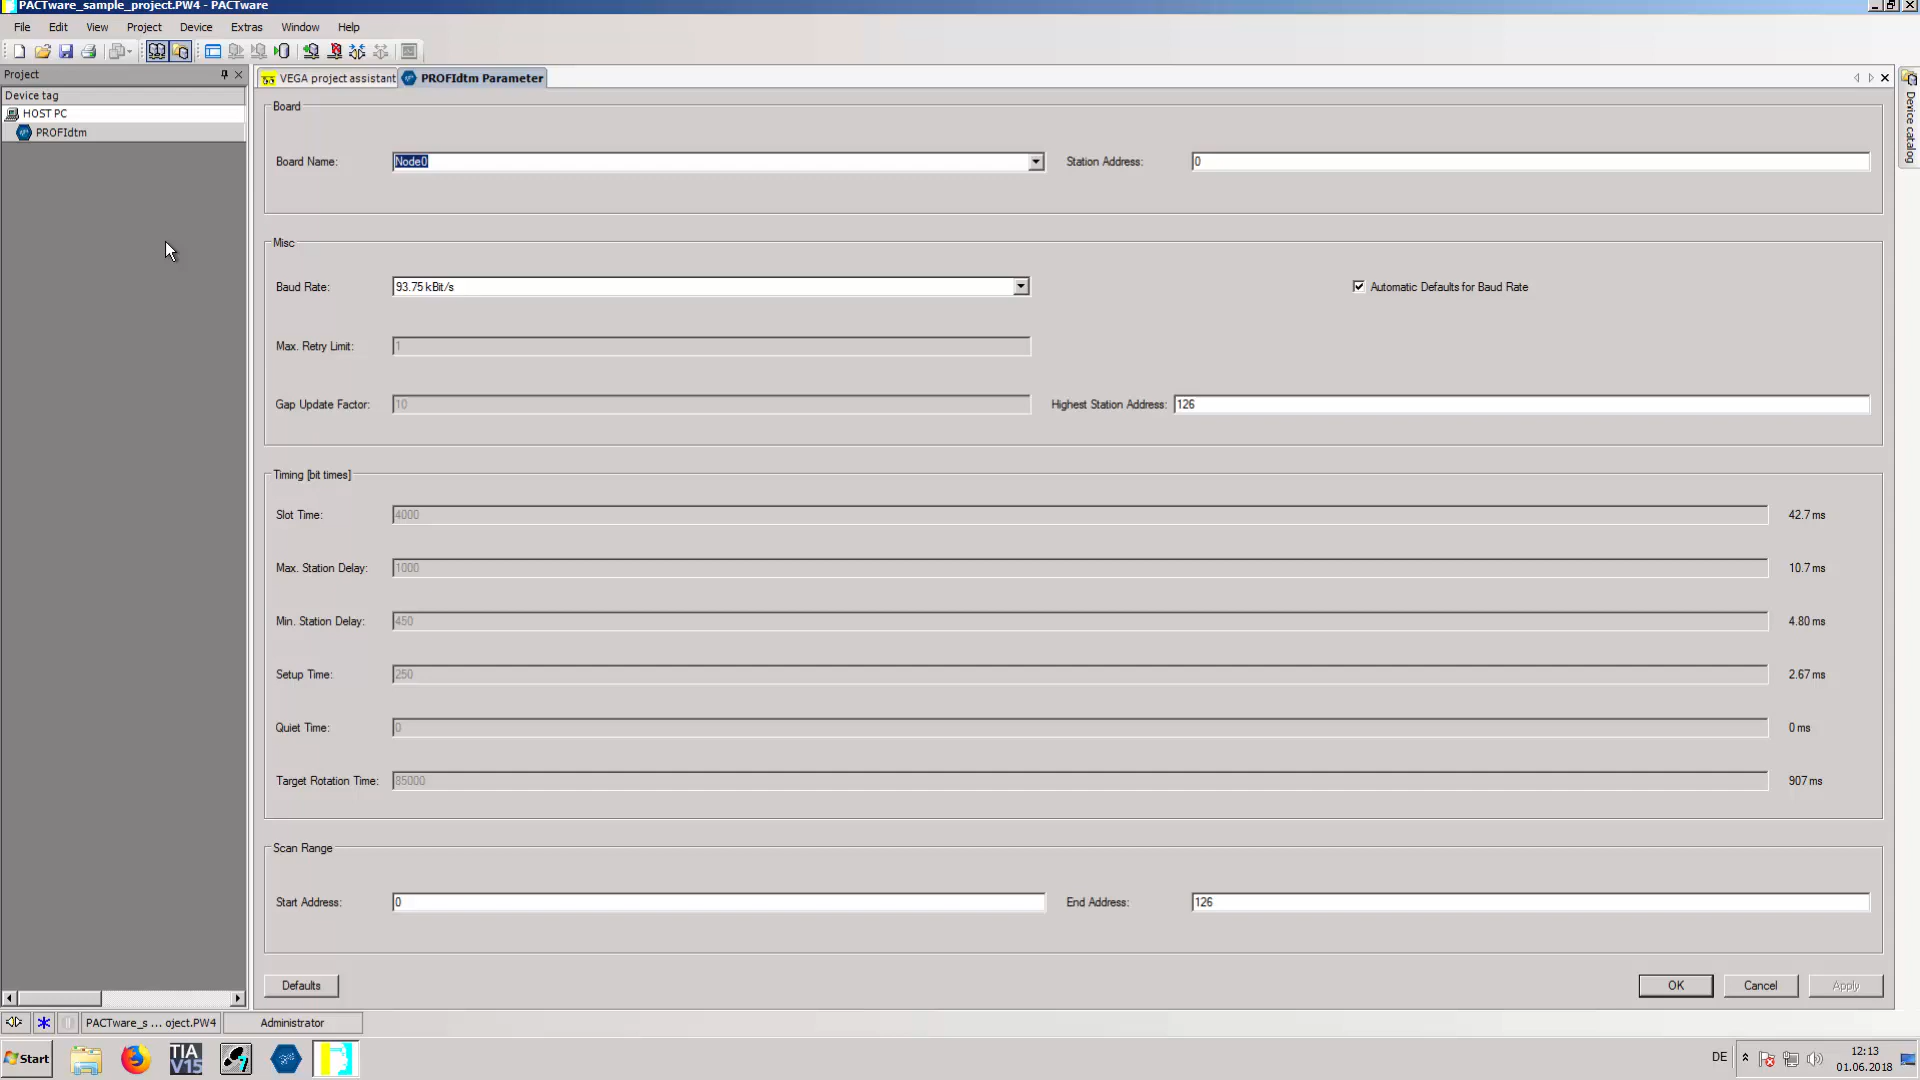 PACTware_sample_project.PW4 - PACTware
File Edit View Project Device Extras Window Help
Project
VEGA project assistant PROFIdtm Parameter
Device tag
HOST PC
PROFIdtm
Device catalog
Board
Board Name: Node0 Station Address: 0
Misc
Baud Rate: 93.75 kBit/s Automatic Defaults for Baud Rate
Max. Retry Limit: 1
Gap Update Factor: 10 Highest Station Address: 126
Timing [bit times]
Slot Time: 4000 42.7 ms
Max. Station Delay: 1000 10.7 ms
Min. Station Delay: 450 4.80 ms
Setup Time: 250 2.67 ms
Quiet Time: 0 0 ms
Target Rotation Time: 85000 907 ms
Scan Range
Start Address: 0 End Address: 126
Defaults OK Cancel Apply
PACTware_s ... oject.PW4 Administrator
Start TIA V15 DE 12:13
01.06.2018